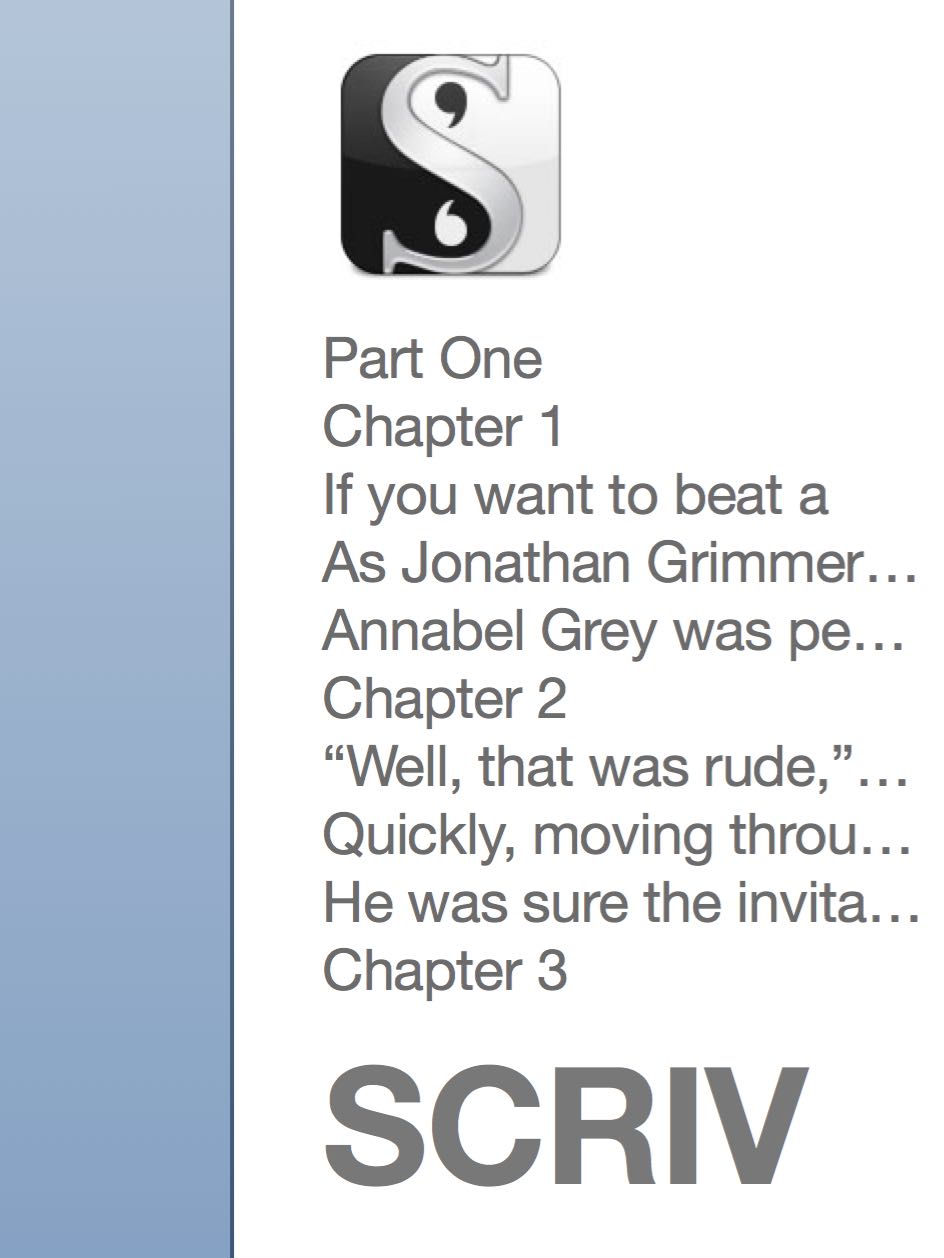 S
Part One
Chapter 1
If you want to beat a
As Jonathan Grimmer…
Annabel Grey was pe…
Chapter 2
“Well, that was rude,”…
Quickly, moving throu…
He was sure the invita…
Chapter 3
SCRIV